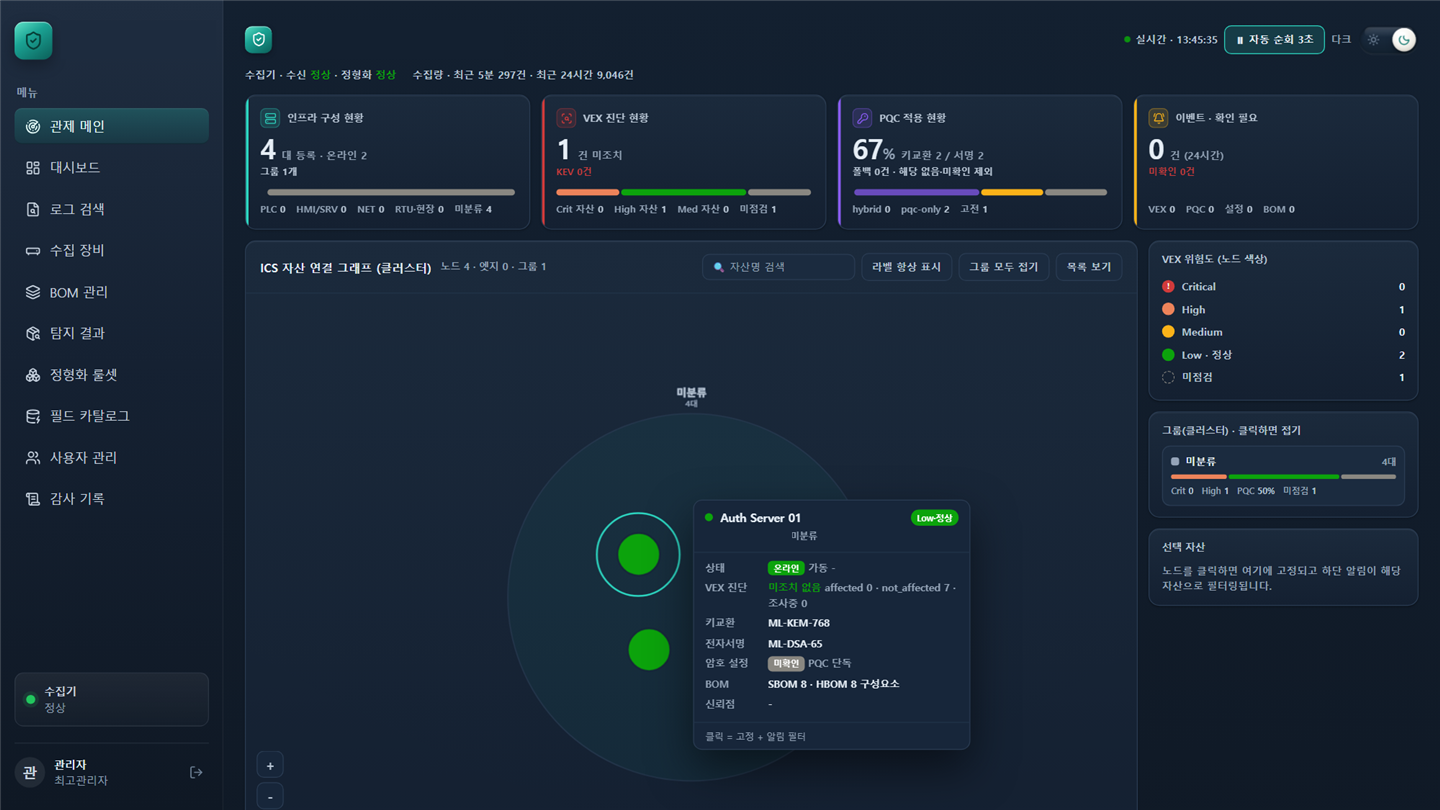 메뉴
관제 메인
대시보드
로그 검색
수집 장비
BOM 관리
탐지 결과
정형화 룰셋
필드 카탈로그
사용자 관리
감사 기록
수집기
정상
관
관리자
최고관리자
실시간 · 13:45:35
자동 순회 3초
다크
수집기 · 수신 정상 · 정형화 정상 수집량 · 최근 5분 297건 · 최근 24시간 9,046건
인프라 구성 현황
4 대 등록 · 온라인 2
그룹 1개
PLC 0 HMI/SRV 0 NET 0 RTU·현장 0 미분류 4
VEX 진단 현황
1 건 미조치
KEV 0건
Crit 자산 0 High 자산 1 Med 자산 0 미점검 1
PQC 적용 현황
67% 키교환 2 / 서명 2
폴백 0건 · 해당 없음·미확인 제외
hybrid 0 pqc-only 2 고전 1
이벤트 · 확인 필요
0 건 (24시간)
미확인 0건
VEX 0 PQC 0 설정 0 BOM 0
ICS 자산 연결 그래프 (클러스터) 노드 4 · 엣지 0 · 그룹 1
자산명 검색
라벨 항상 표시
그룹 모두 접기
목록 보기
미분류
4대
Auth Server 01
Low·정상
미분류
상태 온라인 가동 -
VEX 진단 미조치 없음 affected 0 · not_affected 7 ·
조사중 0
키교환 ML-KEM-768
전자서명 ML-DSA-65
암호 설정 미확인 PQC 단독
BOM SBOM 8 · HBOM 8 구성요소
신뢰점 -
클릭 = 고정 + 알림 필터
+
-
VEX 위험도 (노드 색상)
Critical 0
High 1
Medium 0
Low · 정상 2
미점검 1
그룹(클러스터) · 클릭하면 접기
미분류 4대
Crit 0 High 1 PQC 50% 미점검 1
선택 자산
노드를 클릭하면 여기에 고정되고 하단 알림이 해당
자산으로 필터링됩니다.